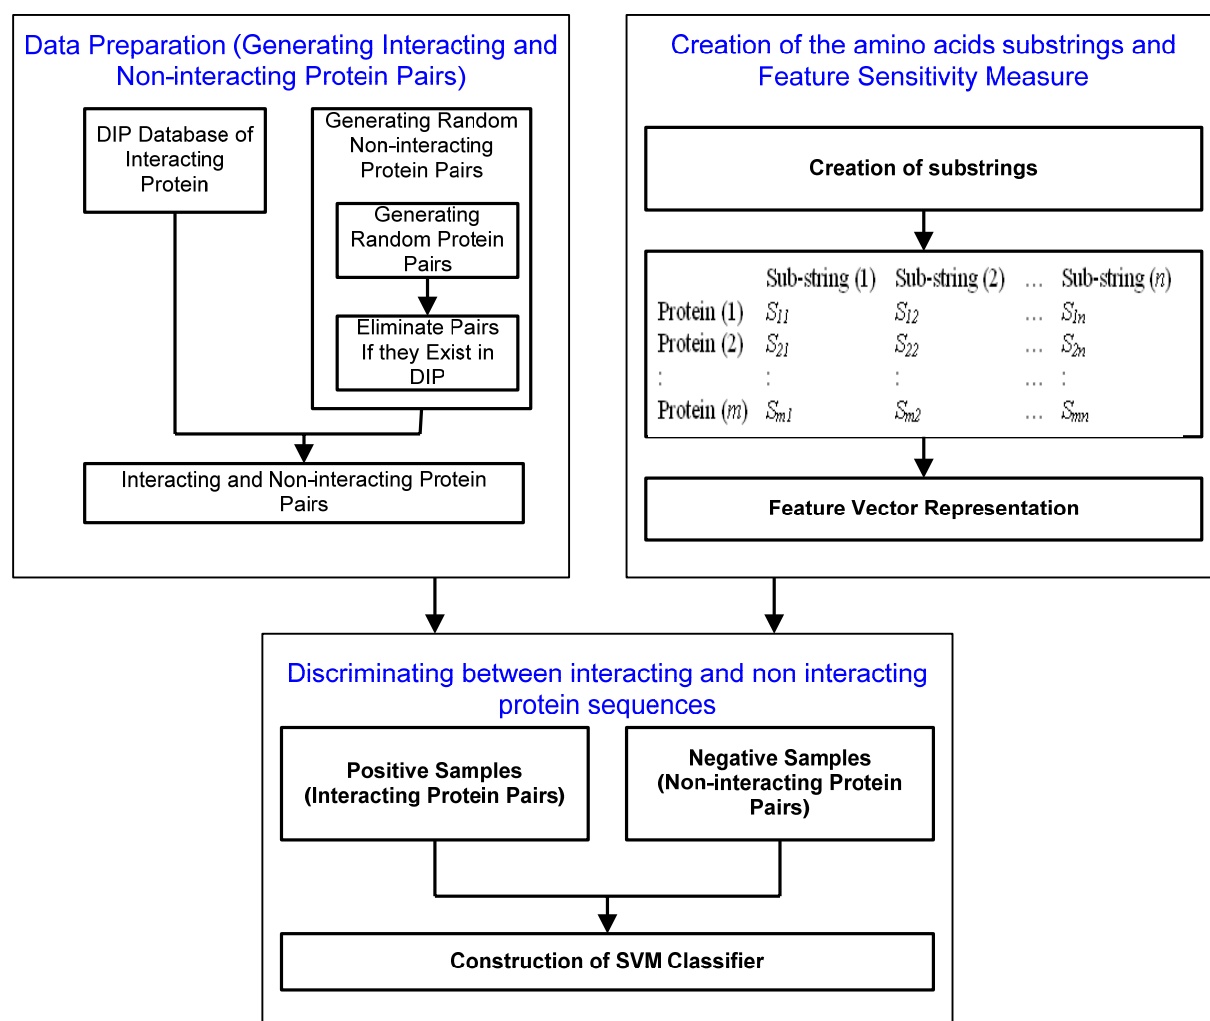 Data Preparation (Generating Interacting and
Non-interacting Protein Pairs)
DIP Database of
Interacting
Protein
Generating Random
Non-interacting
Protein Pairs
Generating
Random Protein
Pairs
Eliminate Pairs
If they Exist in
DIP
Interacting and Non-interacting Protein
Pairs
Creation of the amino acids substrings and
Feature Sensitivity Measure
Creation of substrings
Sub-string (1) Sub-string (2) ... Sub-string (n)
Protein (1) S11 S12 ... S1n
Protein (2) S21 S22 ... S2n
: : : ... :
Protein (m) Sm1 Sm2 ... Smn
Feature Vector Representation
Discriminating between interacting and non interacting
protein sequences
Positive Samples
(Interacting Protein Pairs)
Negative Samples
(Non-interacting Protein
Pairs)
Construction of SVM Classifier